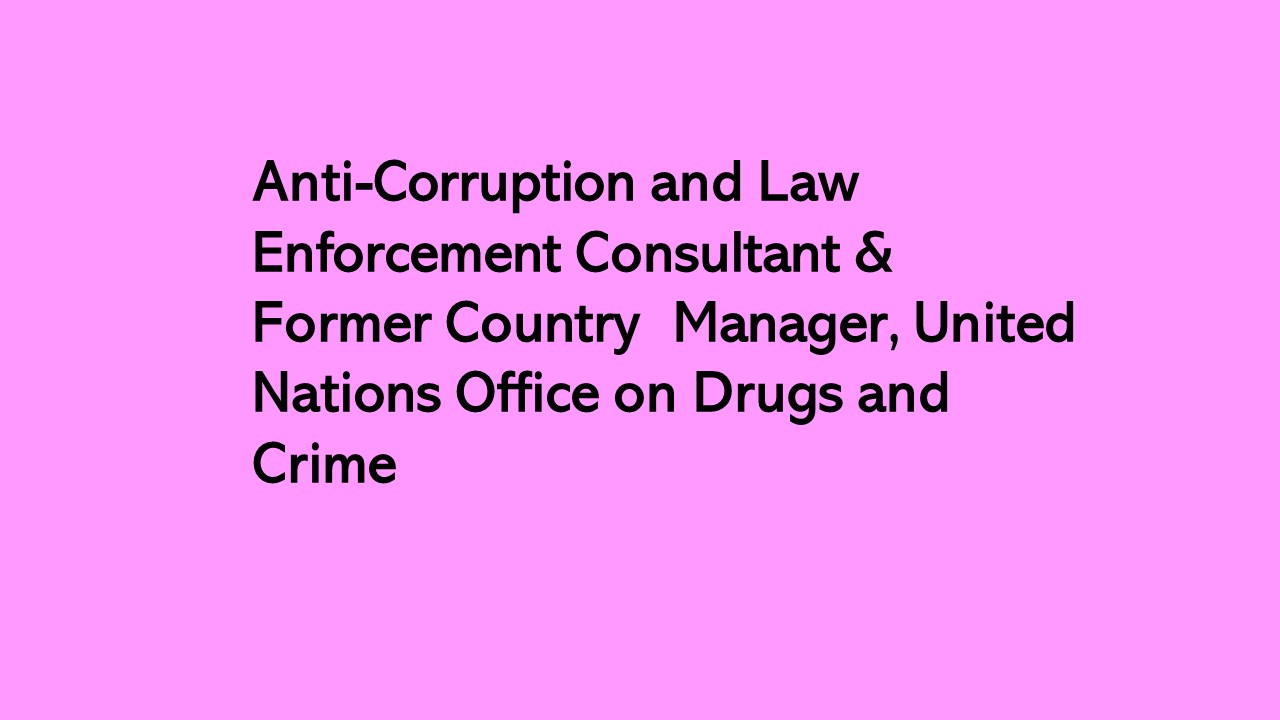 Anti-Corruption and Law
Enforcement Consultant &
Former Country  Manager, United
Nations Office on Drugs and
Crime